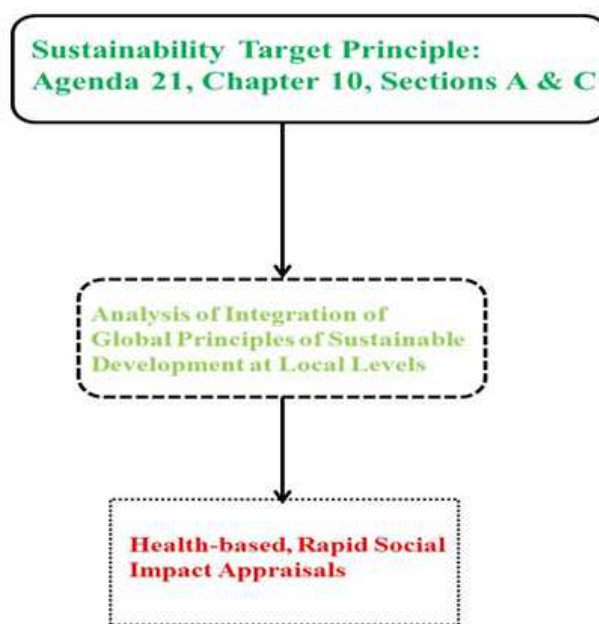 Sustainability Target Principle:
Agenda 21, Chapter 10, Sections A & C
Analysis of Integration of
Global Principles of Sustainable
Development at Local Levels
Health-based, Rapid Social
Impact Appraisals